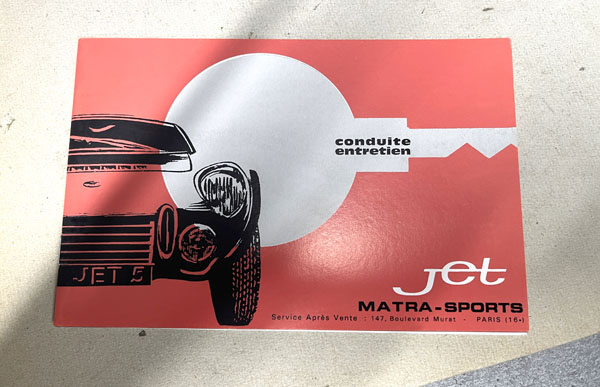 conduite
entretien
JET 5
Jet
MATRA-SPORTS
Service Après Vente : 147, Boulevard Murat - PARIS (16e)